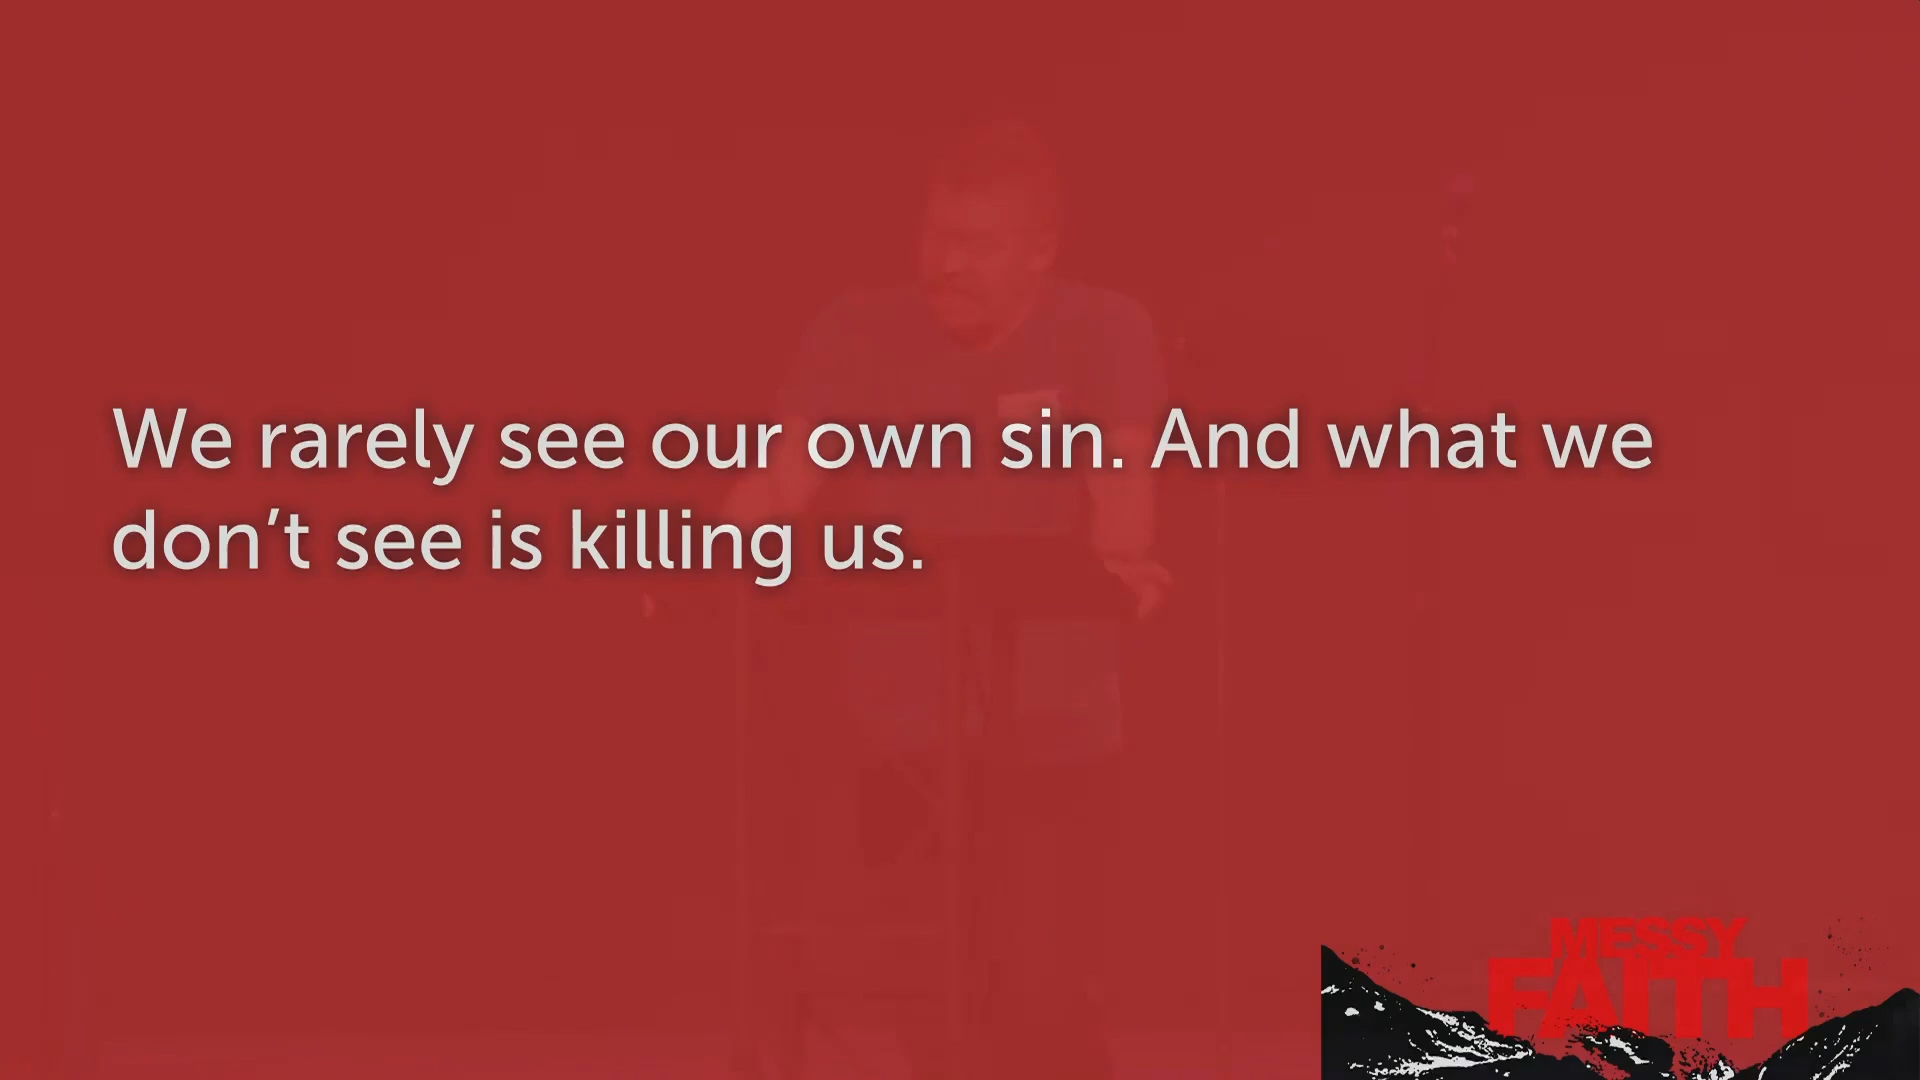 We rarely see our own sin. And what we
don’t see is killing us.
MESSY
FAITH